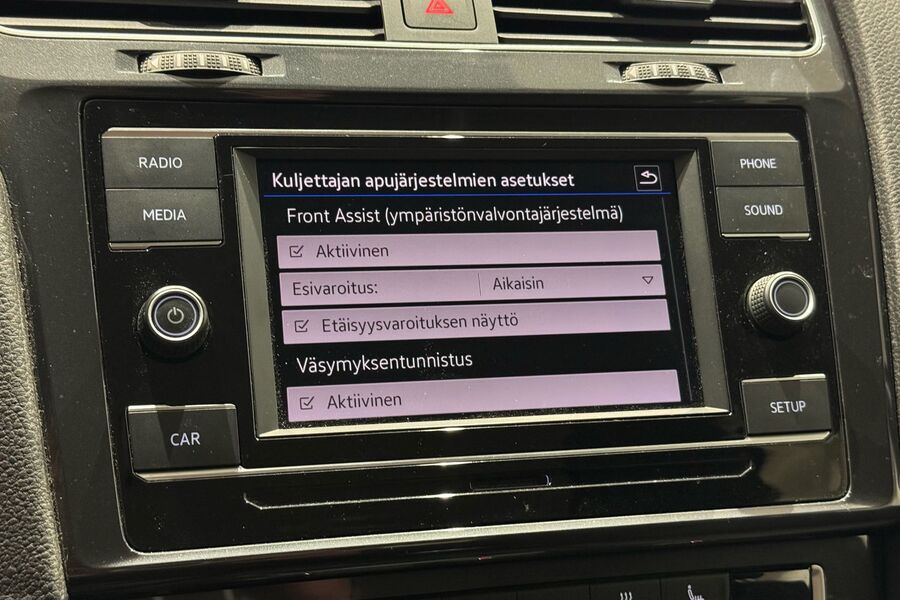 RADIO
MEDIA
CAR
PHONE
SOUND
SETUP
Kuljettajan apujärjestelmien asetukset
Front Assist (ympäristönvalvontajärjestelmä)
Aktiivinen
Esivaroitus: Aikaisin
Etäisyysvaroituksen näyttö
Väsymyksentunnistus
Aktiivinen